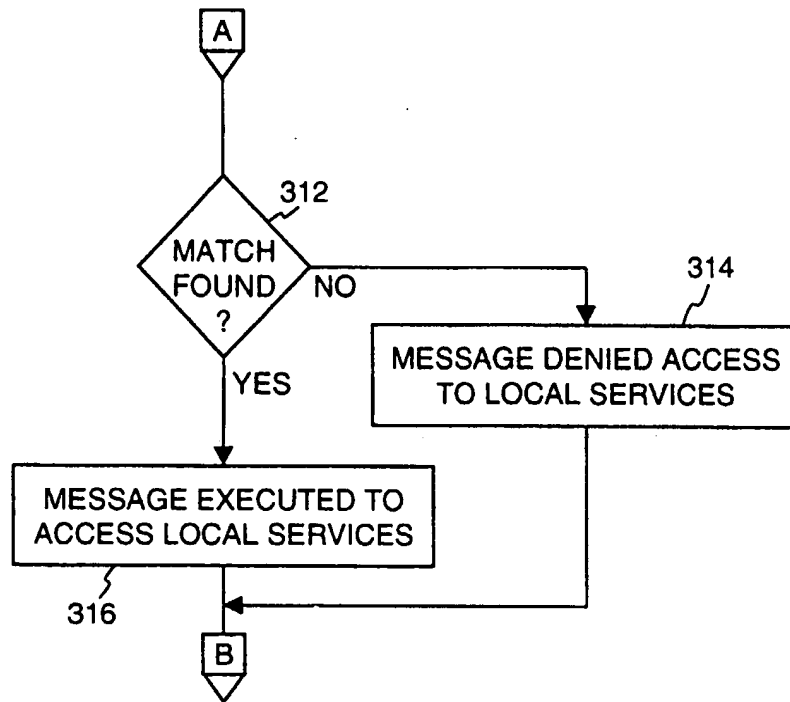 A
312
MATCH
FOUND
?
NO
314
MESSAGE DENIED ACCESS
TO LOCAL SERVICES
YES
MESSAGE EXECUTED TO
ACCESS LOCAL SERVICES
316
B